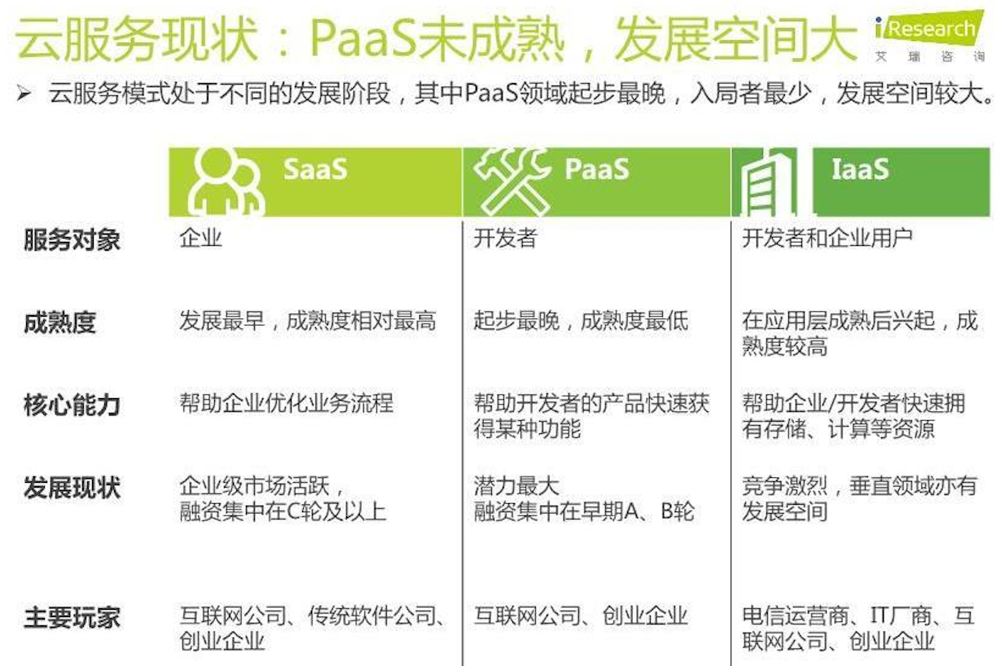 云服务现状：PaaS未成熟，发展空间大
iResearch
艾瑞咨询
➢ 云服务模式处于不同的发展阶段，其中PaaS领域起步最晚，入局者最少，发展空间较大。
SaaS
PaaS
IaaS
服务对象
企业
开发者
开发者和企业用户
成熟度
发展最早，成熟度相对最高
起步最晚，成熟度最低
在应用层成熟后兴起，成
熟度较高
核心能力
帮助企业优化业务流程
帮助开发者的产品快速获
得某种功能
帮助企业/开发者快速拥
有存储、计算等资源
发展现状
企业级市场活跃，
融资集中在C轮及以上
潜力最大
融资集中在早期A、B轮
竞争激烈，垂直领域亦有
发展空间
主要玩家
互联网公司、传统软件公司、
创业企业
互联网公司、创业企业
电信运营商、IT厂商、互
联网公司、创业企业